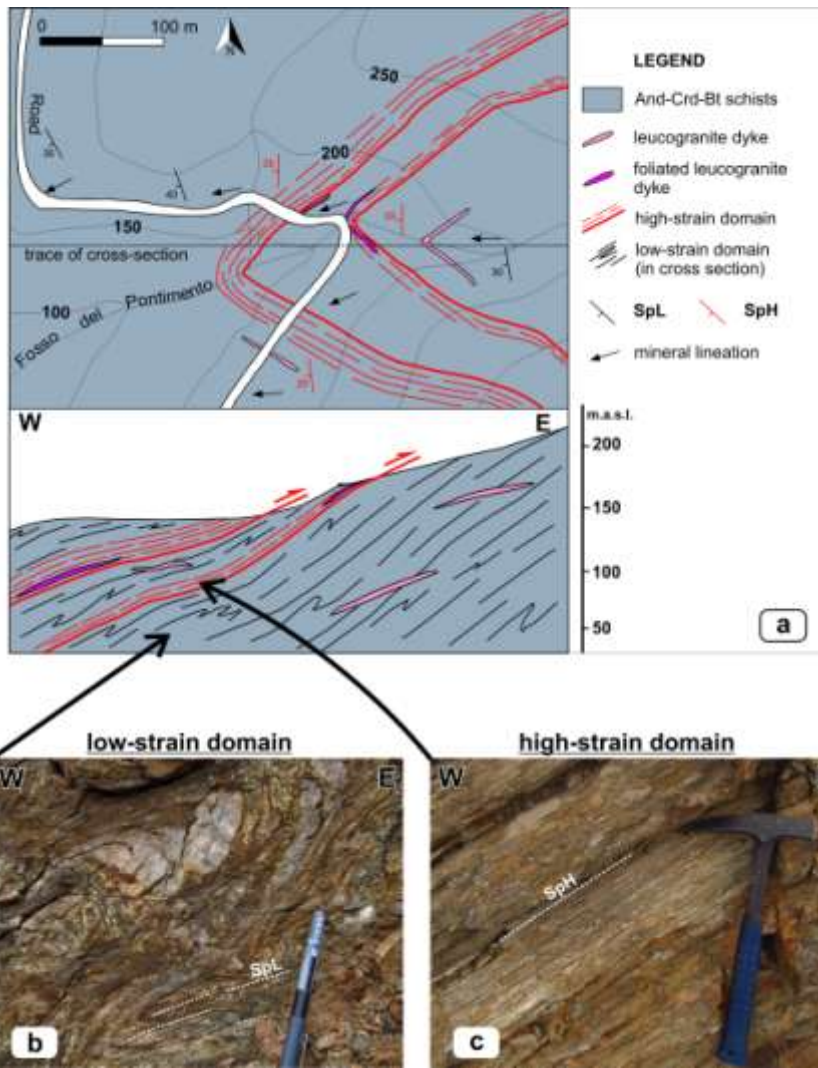 0 100 m
N
250
Road
200
150
trace of cross-section
100
Fosso del Pontimento
LEGEND
And-Crd-Bt schists
leucogranite dyke
foliated leucogranite
dyke
high-strain domain
low-strain domain
(in cross section)
SpL SpH
mineral lineation
W E
m.a.s.l.
200
150
100
50
a
low-strain domain
high-strain domain
W E
W
SpL
SpH
b
c